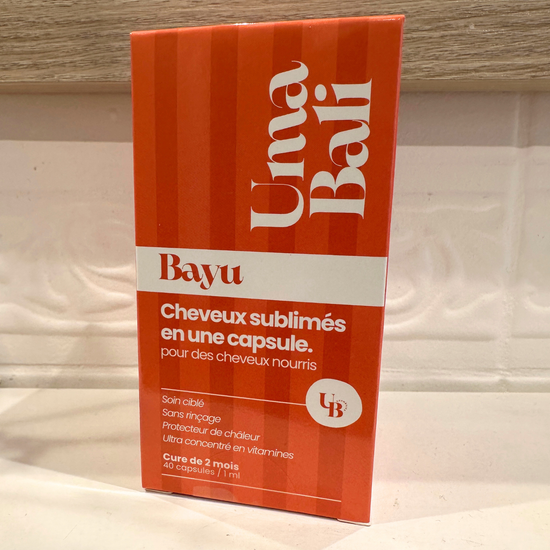 Uma
Bali
Bayu
Cheveux sublimés
en une capsule.
pour des cheveux nourris
UB
Soin ciblé
Sans rinçage
Protecteur de châleur
Ultra concentré en vitamines
Cure de 2 mois
40 capsules / 1 ml